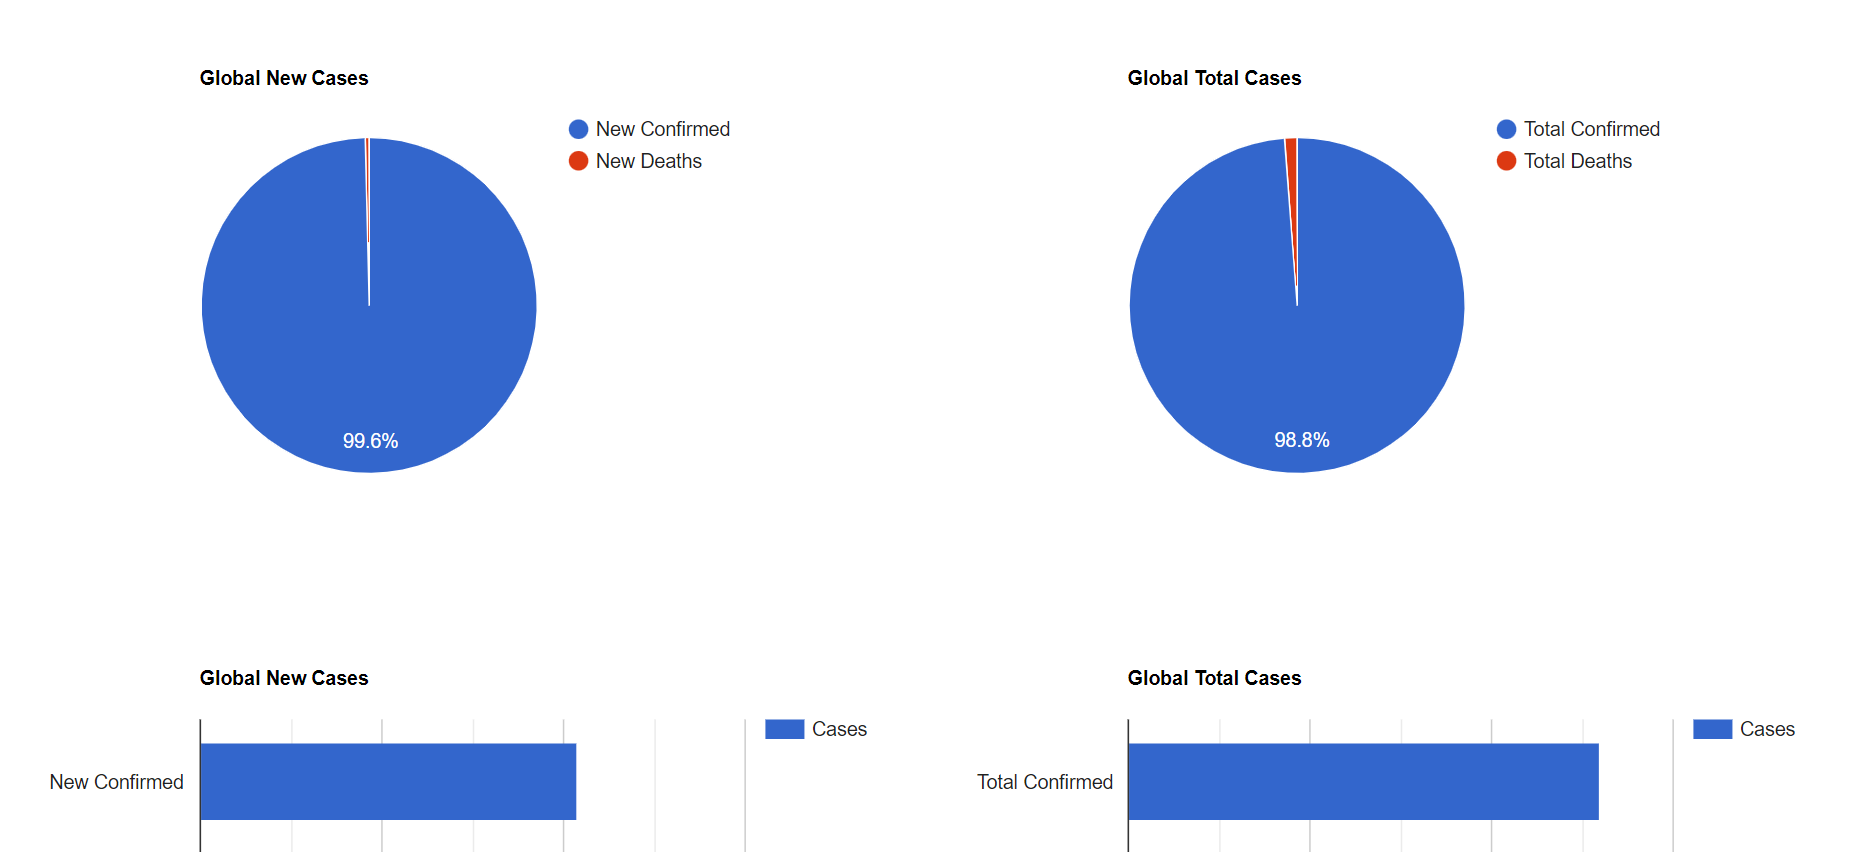 Global New Cases
New Confirmed
New Deaths
99.6%
Global Total Cases
Total Confirmed
Total Deaths
98.8%
Global New Cases
Cases
New Confirmed
Global Total Cases
Cases
Total Confirmed